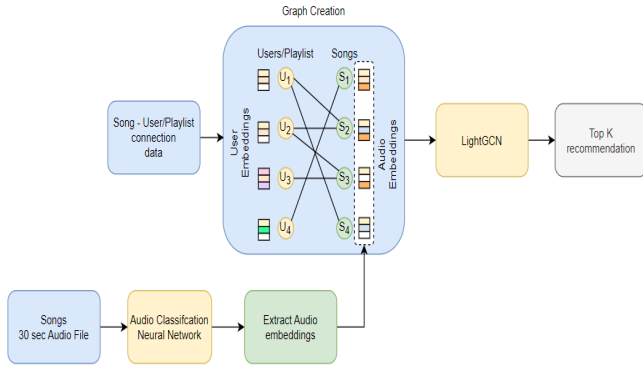 Graph Creation
Users/Playlist
Songs
U1
S1
U2
S2
U3
S3
U4
S4
User
Embeddings
Audio
Embeddings
Song - User/Playlist
connection
data
LightGCN
Top K
recommendation
Songs
30 sec Audio File
Audio Classifcation
Neural Network
Extract Audio
embeddings